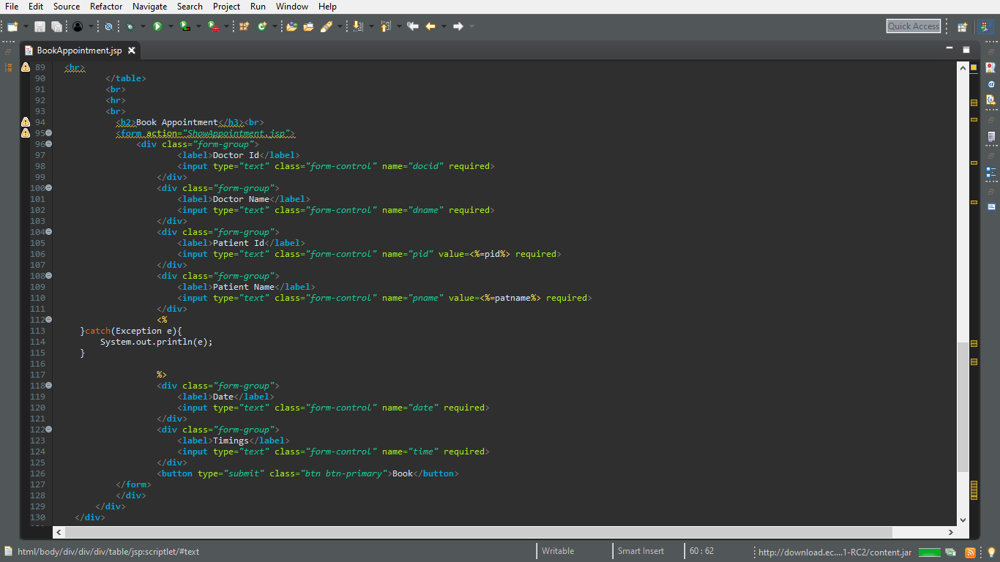 File Edit Source Refactor Navigate Search Project Run Window Help
Quick Access
BookAppointment.jsp
89 <hr>
90 </table>
91 <br>
92 <hr>
93 <br>
94 <h2>Book Appointment</h3><br>
95 <form action="ShowAppointment.jsp">
96 <div class="form-group">
97 <label>Doctor Id</label>
98 <input type="text" class="form-control" name="docid" required>
99 </div>
100 <div class="form-group">
101 <label>Doctor Name</label>
102 <input type="text" class="form-control" name="dname" required>
103 </div>
104 <div class="form-group">
105 <label>Patient Id</label>
106 <input type="text" class="form-control" name="pid" value=<%=pid%> required>
107 </div>
108 <div class="form-group">
109 <label>Patient Name</label>
110 <input type="text" class="form-control" name="pname" value=<%=patname%> required>
111 </div>
112 <%
113 }catch(Exception e){
114 System.out.println(e);
115 }
116
117 %>
118 <div class="form-group">
119 <label>Date</label>
120 <input type="text" class="form-control" name="date" required>
121 </div>
122 <div class="form-group">
123 <label>Timings</label>
124 <input type="text" class="form-control" name="time" required>
125 </div>
126 <button type="submit" class="btn btn-primary">Book</button>
127 </form>
128 </div>
129 </div>
130 </div>
html/body/div/div/div/table/jsp:scriptlet/#text Writable Smart Insert 60 : 62 http://download.ec....1-RC2/content.jar